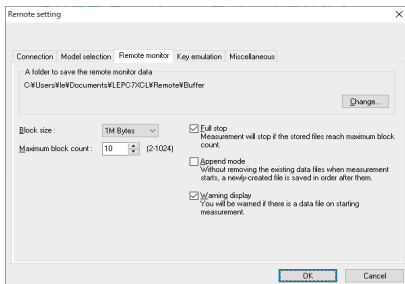 Remote setting
Connection Model selection Remote monitor Key emulation Miscellaneous
A folder to save the remote monitor data
C:¥Users¥le¥Documents¥LEPC7XCL¥Remote¥Buffer
Change...
Block size : 1M Bytes
Maximum block count : 10 (2-1024)
Full stop
Measurement will stop if the stored files reach maximum block
count.
Append mode
Without removing the existing data files when measurement
starts, a newly-created file is saved in order after them.
Warning display
You will be warned if there is a data file on starting
measurement.
OK Cancel